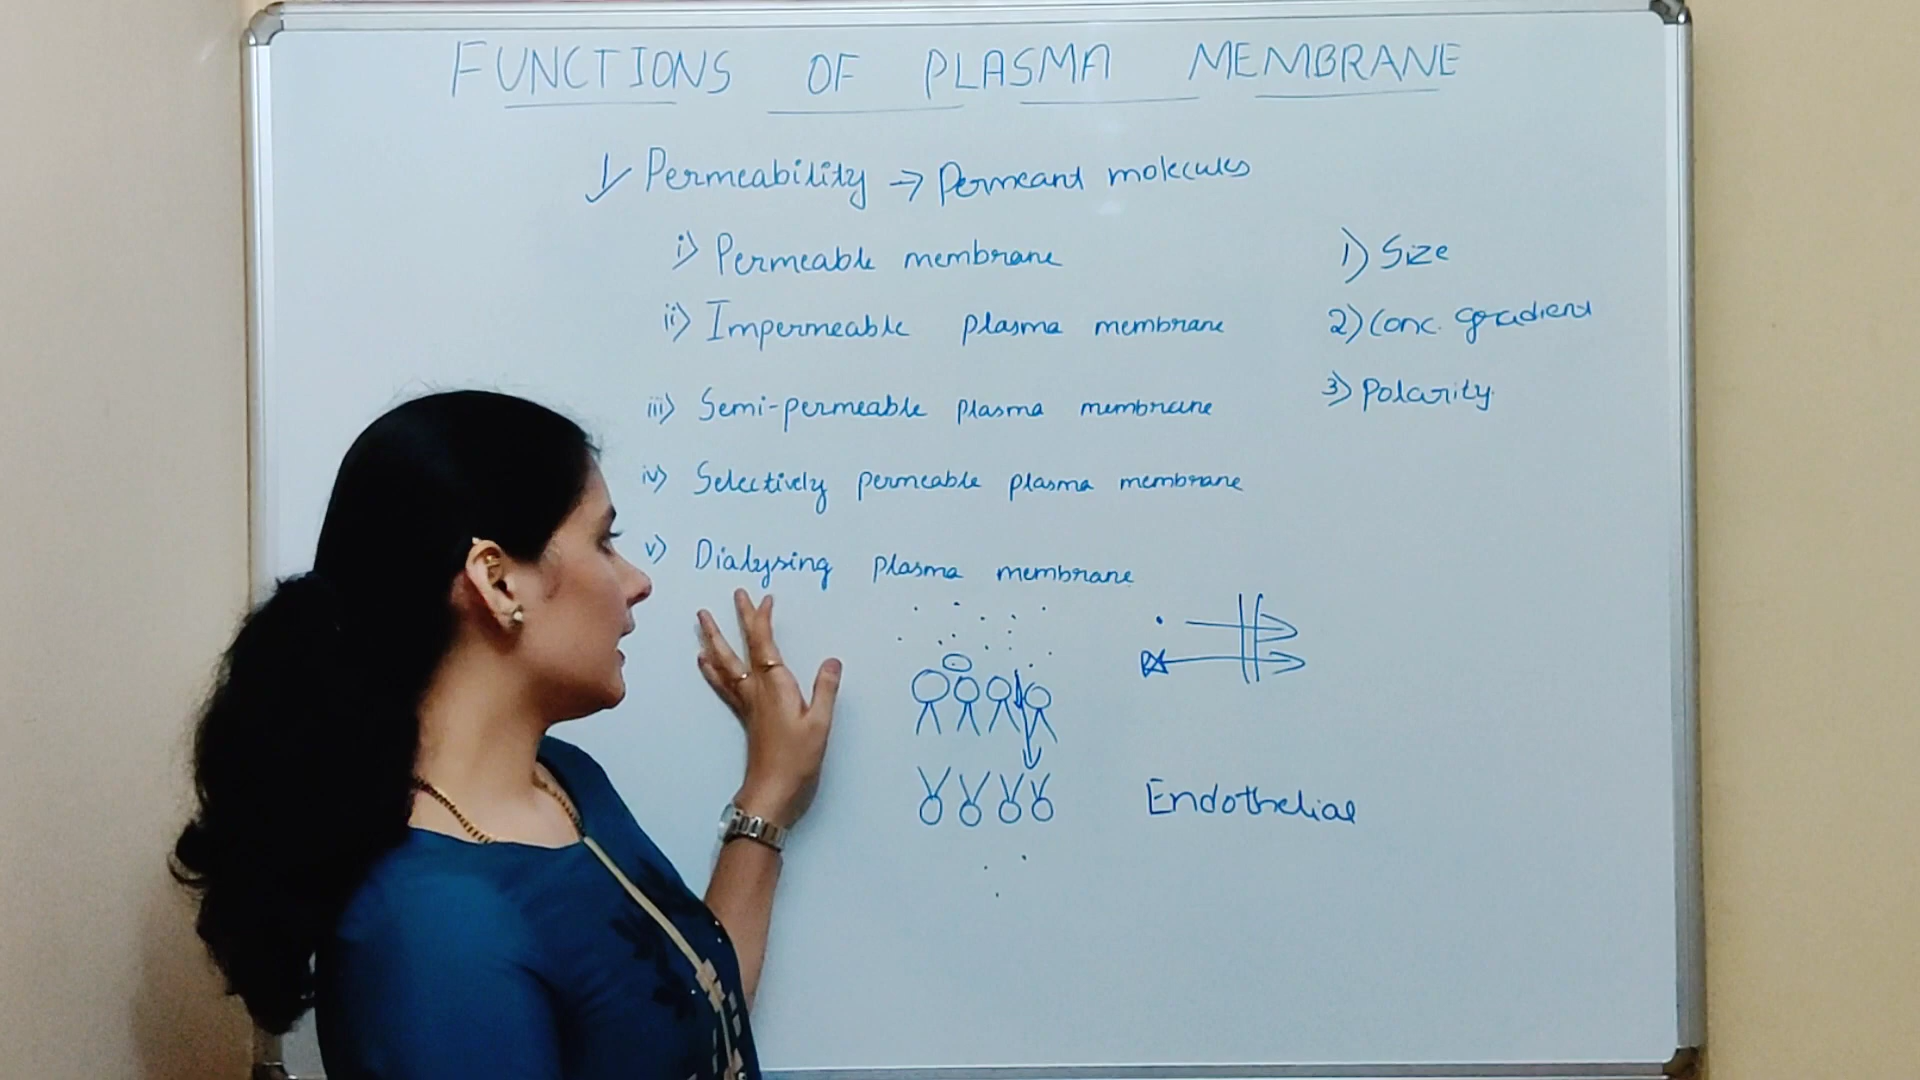 FUNCTIONS OF PLASMA MEMBRANE
1) Permeability → Permeant molecules
i) Permeable membrane
ii) Impermeable plasma membrane
iii) Semi-permeable plasma membrane
iv) Selectively permeable plasma membrane
v) Dialysing plasma membrane
1) Size
2) Conc. gradient
3) Polarity.
Endothelial